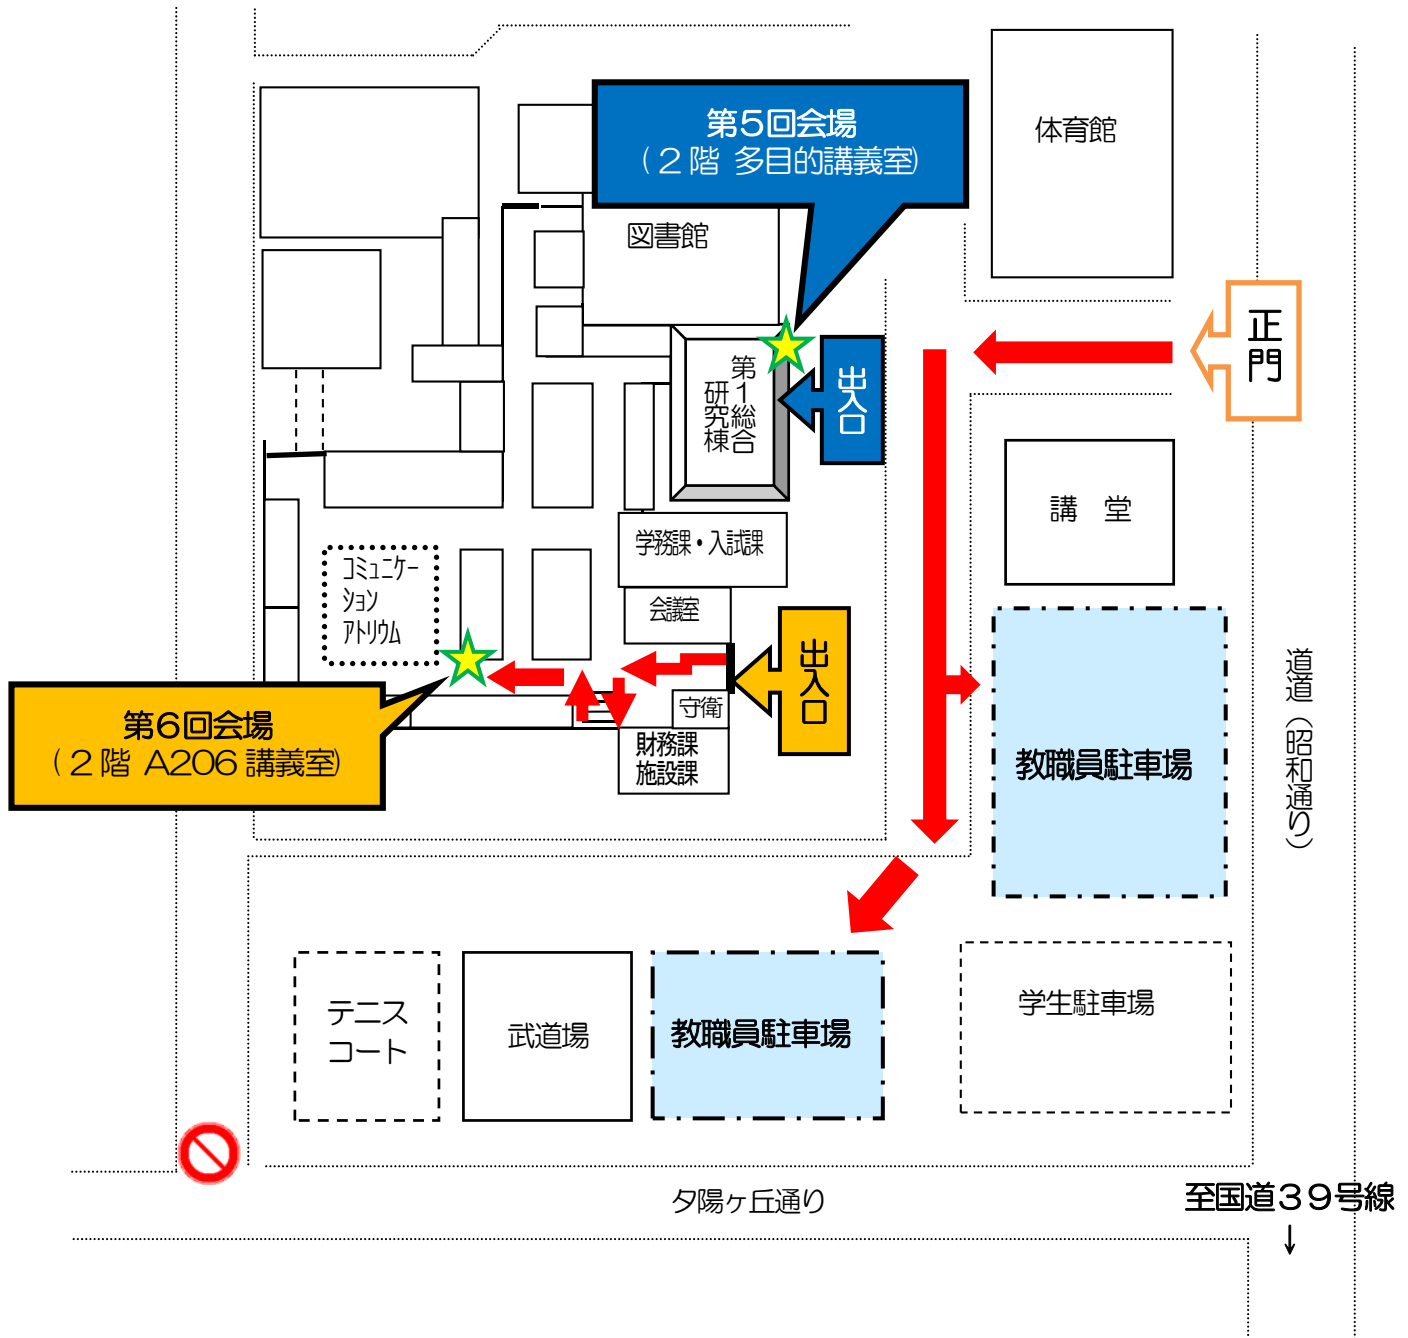 第５回会場
（２階 多目的講義室）
体育館
図書館
正門
第１総合
研究棟
出入口
講　堂
学務課・入試課
ｺﾐｭﾆｹｰ
ｼｮﾝ
ｱﾄﾘｳﾑ
会議室
出入口
道道（昭和通り）
守衛
第６回会場
（２階 A206 講義室）
財務課
施設課
教職員駐車場
テニス
コート
武道場
教職員駐車場
学生駐車場
夕陽ヶ丘通り
至国道３９号線
↓